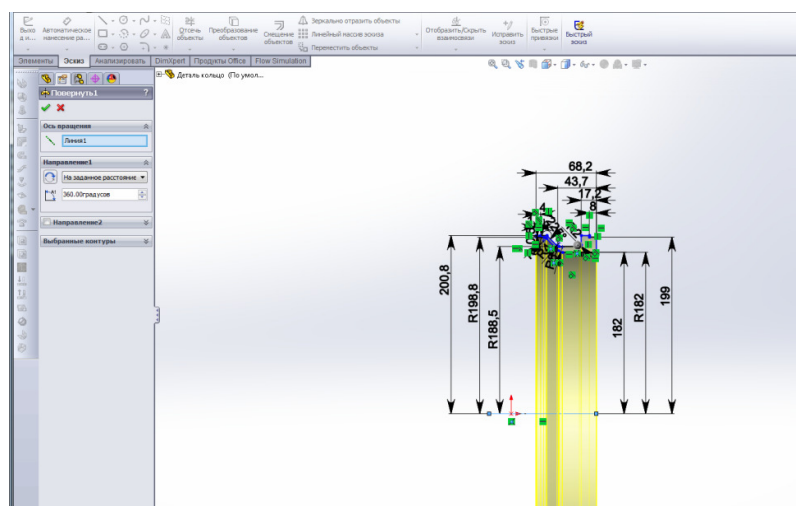 Выхо
д и...
Автоматическое
нанесение ра...
Отсечь
объекты
Преобразование
объектов
Смещение
объектов
Зеркально отразить объекты
Линейный массив эскиза
Переместить объекты
Отобразить/Скрыть
взаимосвязи
Исправить
эскиз
Быстрые
привязки
Быстрый
эскиз
Элементы Эскиз Анализировать DimXpert Продукты Office Flow Simulation
Деталь кольцо (По умол...
Повернуть1 ?
Ось вращения
Линия1
Направление1
На заданное расстояние
360.00градусов
Направление2
Выбранные контуры
68,2
43,7
17,2
4 8
200,8
R198,8
R188,5
182
R182
199